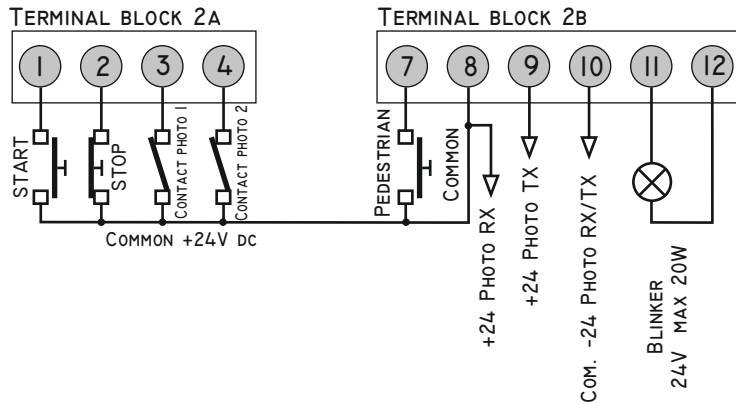 TERMINAL BLOCK 2A
TERMINAL BLOCK 2B
1 2 3 4
7 8 9 10 11 12
START
STOP
CONTACT PHOTO 1
CONTACT PHOTO 2
PEDESTRIAN
COMMON
COMMON +24V DC
+24 PHOTO RX
+24 PHOTO TX
COM. -24 PHOTO RX/TX
BLINKER
24V MAX 20W